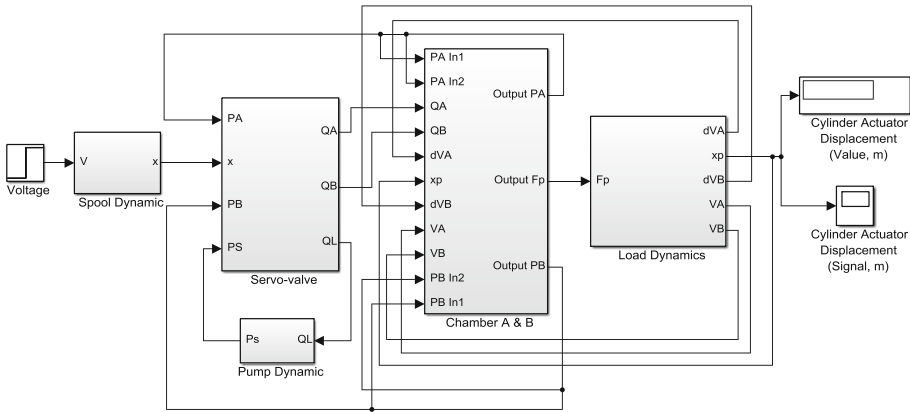 Voltage
V
x
Spool Dynamic
PA
x
PB
PS
QA
QB
QL
Servo-valve
Ps
QL
Pump Dynamic
PA In1
PA In2
QA
QB
dVA
xp
dVB
VA
VB
PB In2
PB In1
Output PA
Output Fp
Output PB
Chamber A & B
Fp
dVA
xp
dVB
VA
VB
Load Dynamics
Cylinder Actuator
Displacement
(Value, m)
Cylinder Actuator
Displacement
(Signal, m)